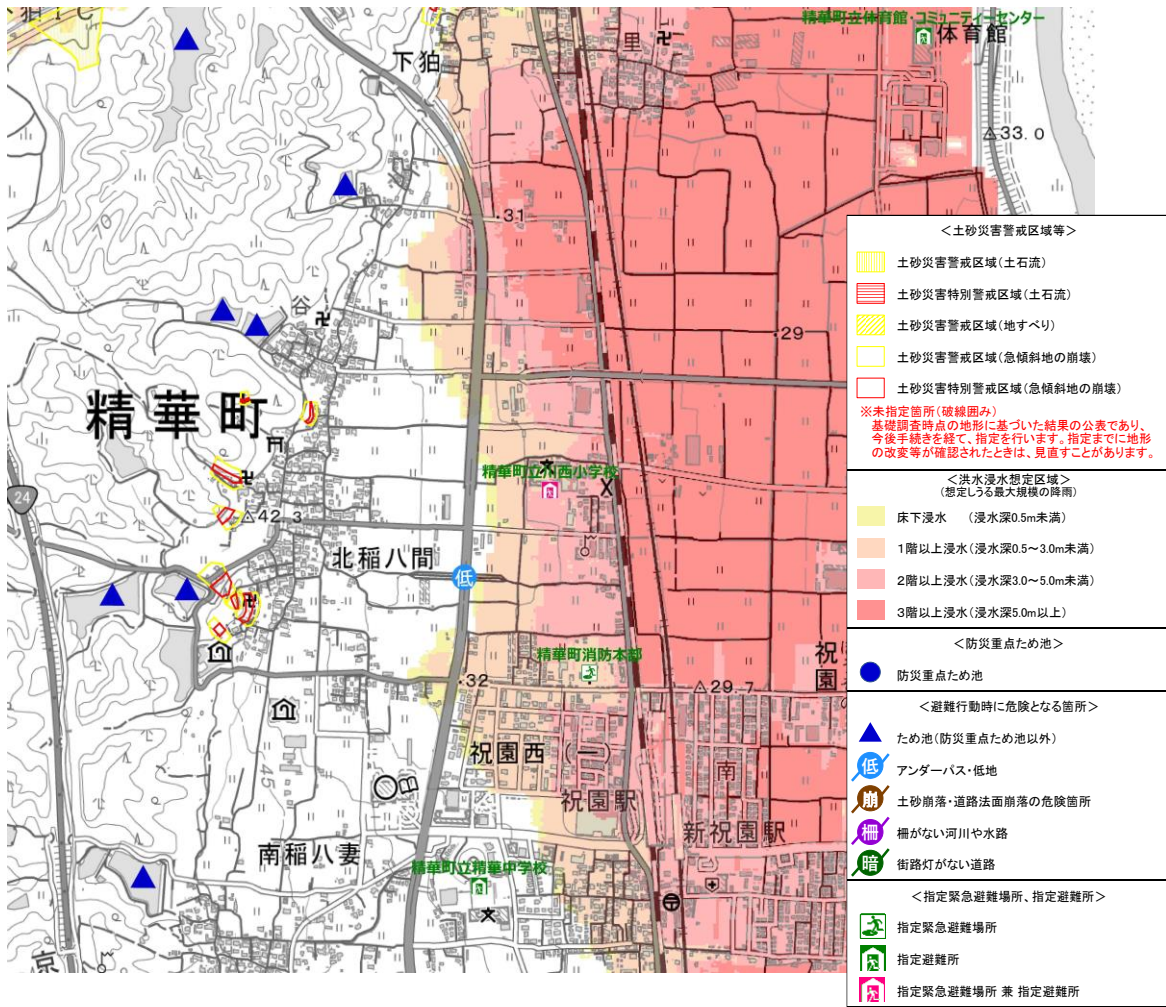 精華町立体育館・コミュニティーセンター
体育館
里
下狛
33.0
31
29
谷
精華町
24
精華町立川西小学校
42.3
北稲八間
低
精華町消防本部
祝園
32
29.7
祝園西(一)
南
祝園駅
新祝園駅
45
南稲八妻
精華町立精華中学校
京
70
<土砂災害警戒区域等>
土砂災害警戒区域(土石流)
土砂災害特別警戒区域(土石流)
土砂災害警戒区域(地すべり)
土砂災害警戒区域(急傾斜地の崩壊)
土砂災害特別警戒区域(急傾斜地の崩壊)
※未指定箇所(破線囲み)
基礎調査時点の地形に基づいた結果の公表であり、
今後手続きを経て、指定を行います。指定までに地形
の改変等が確認されたときは、見直すことがあります。
<洪水浸水想定区域>
(想定しうる最大規模の降雨)
床下浸水 (浸水深0.5m未満)
1階以上浸水(浸水深0.5~3.0m未満)
2階以上浸水(浸水深3.0~5.0m未満)
3階以上浸水(浸水深5.0m以上)
<防災重点ため池>
防災重点ため池
<避難行動時に危険となる箇所>
ため池(防災重点ため池以外)
低 アンダーパス・低地
崩 土砂崩落・道路法面崩落の危険箇所
柵 柵がない河川や水路
暗 街路灯がない道路
<指定緊急避難場所、指定避難所>
指定緊急避難場所
指定避難所
指定緊急避難場所 兼 指定避難所